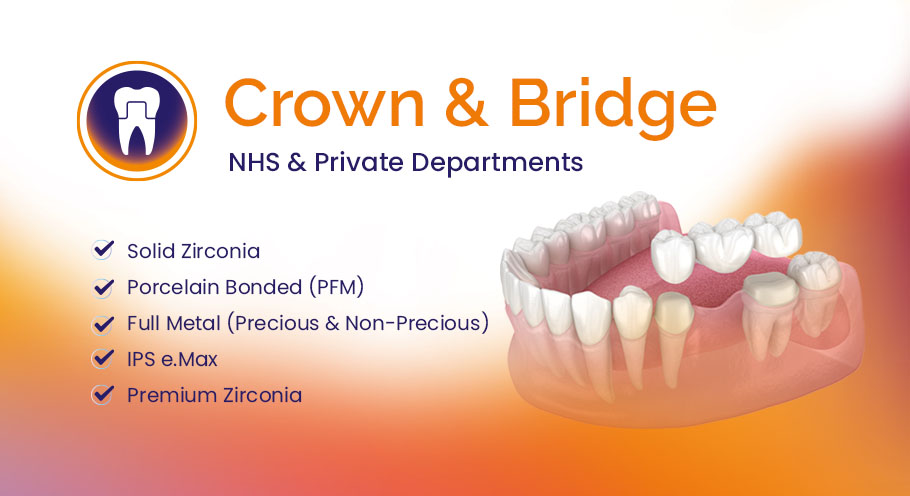 Crown & Bridge
NHS & Private Departments
Solid Zirconia
Porcelain Bonded (PFM)
Full Metal (Precious & Non-Precious)
IPS e.Max
Premium Zirconia